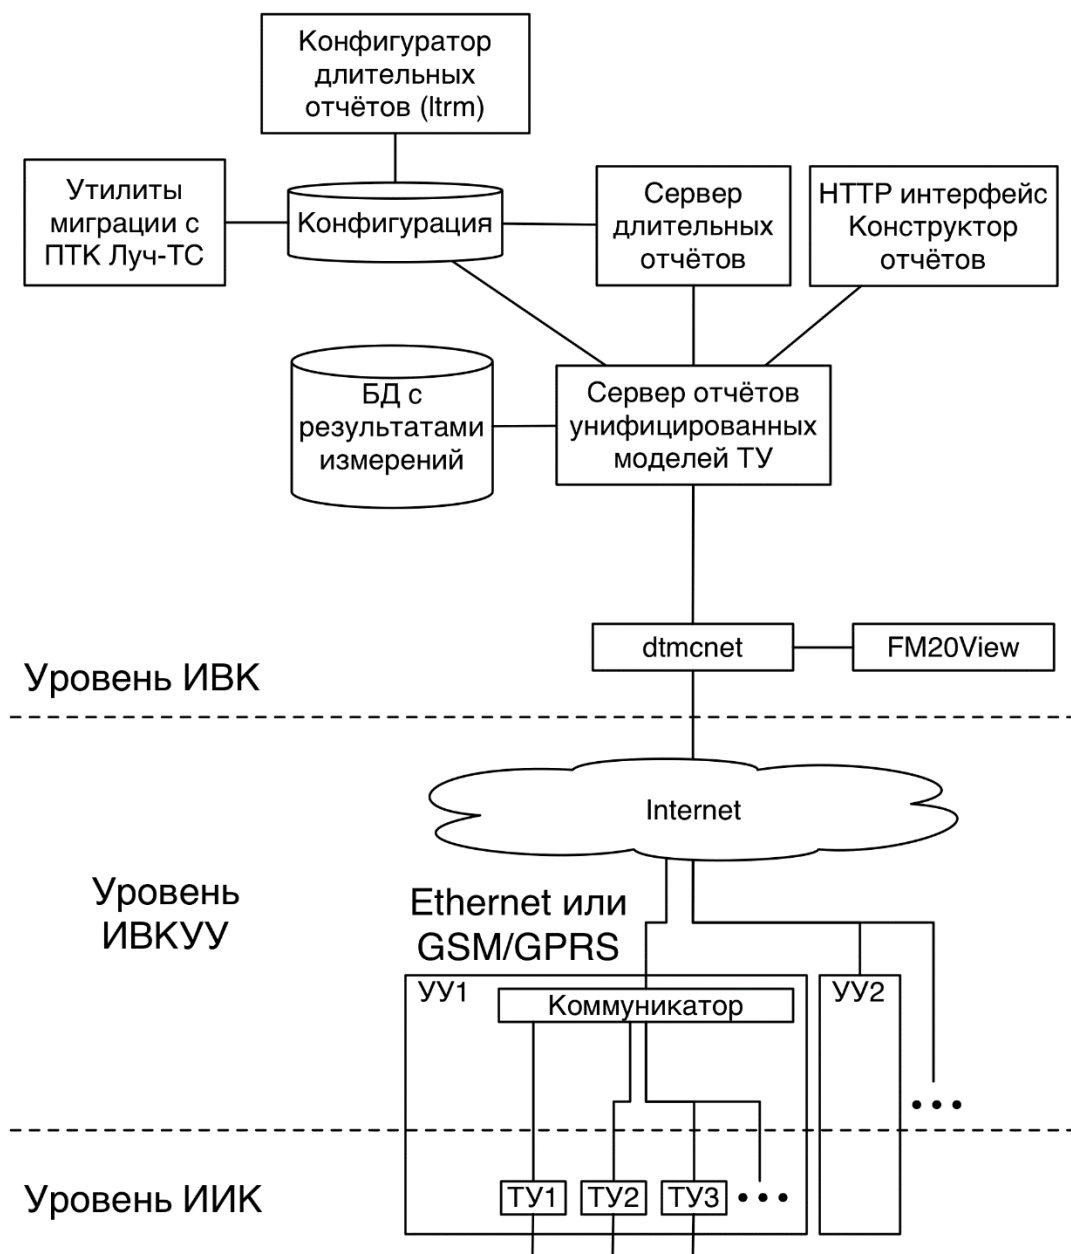 Конфигуратор
длительных
отчётов (ltrm)
Утилиты
миграции с
ПТК Луч-ТС
Конфигурация
Сервер
длительных
отчётов
HTTP интерфейс
Конструктор
отчётов
БД с
результатами
измерений
Сервер отчётов
унифицированных
моделей ТУ
dtmcnet
FM20View
Уровень ИВК
Internet
Уровень
ИВКУУ
Ethernet или
GSM/GPRS
УУ1
Коммуникатор
УУ2
•••
Уровень ИИК
ТУ1
ТУ2
ТУ3
•••